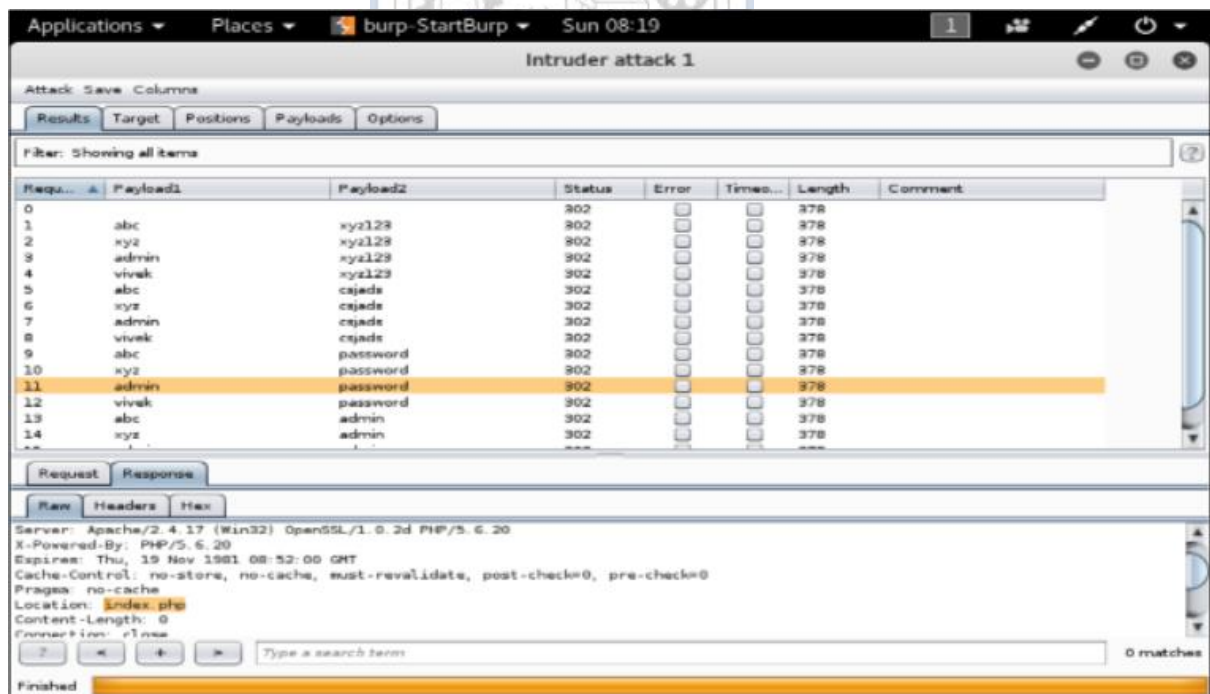 Applications Places burp-StartBurp Sun 08:19 1
Intruder attack 1
Attack Save Columns
Results Target Positions Payloads Options
Filter: Showing all items ?
Requ... Payload1 Payload2 Status Error Timeo... Length Comment
0 302 378
1 abc xyz123 302 378
2 xyz xyz123 302 378
3 admin xyz123 302 378
4 vivek xyz123 302 378
5 abc csjads 302 378
6 xyz csjads 302 378
7 admin csjads 302 378
8 vivek csjads 302 378
9 abc password 302 378
10 xyz password 302 378
11 admin password 302 378
12 vivek password 302 378
13 abc admin 302 378
14 xyz admin 302 378
Request Response
Raw Headers Hex
Server: Apache/2.4.17 (Win32) OpenSSL/1.0.2d PHP/5.6.20
X-Powered-By: PHP/5.6.20
Expires: Thu, 19 Nov 1981 08:52:00 GMT
Cache-Control: no-store, no-cache, must-revalidate, post-check=0, pre-check=0
Pragma: no-cache
Location: index.php
Content-Length: 0
Connection: close
? < + > Type a search term 0 matches
Finished